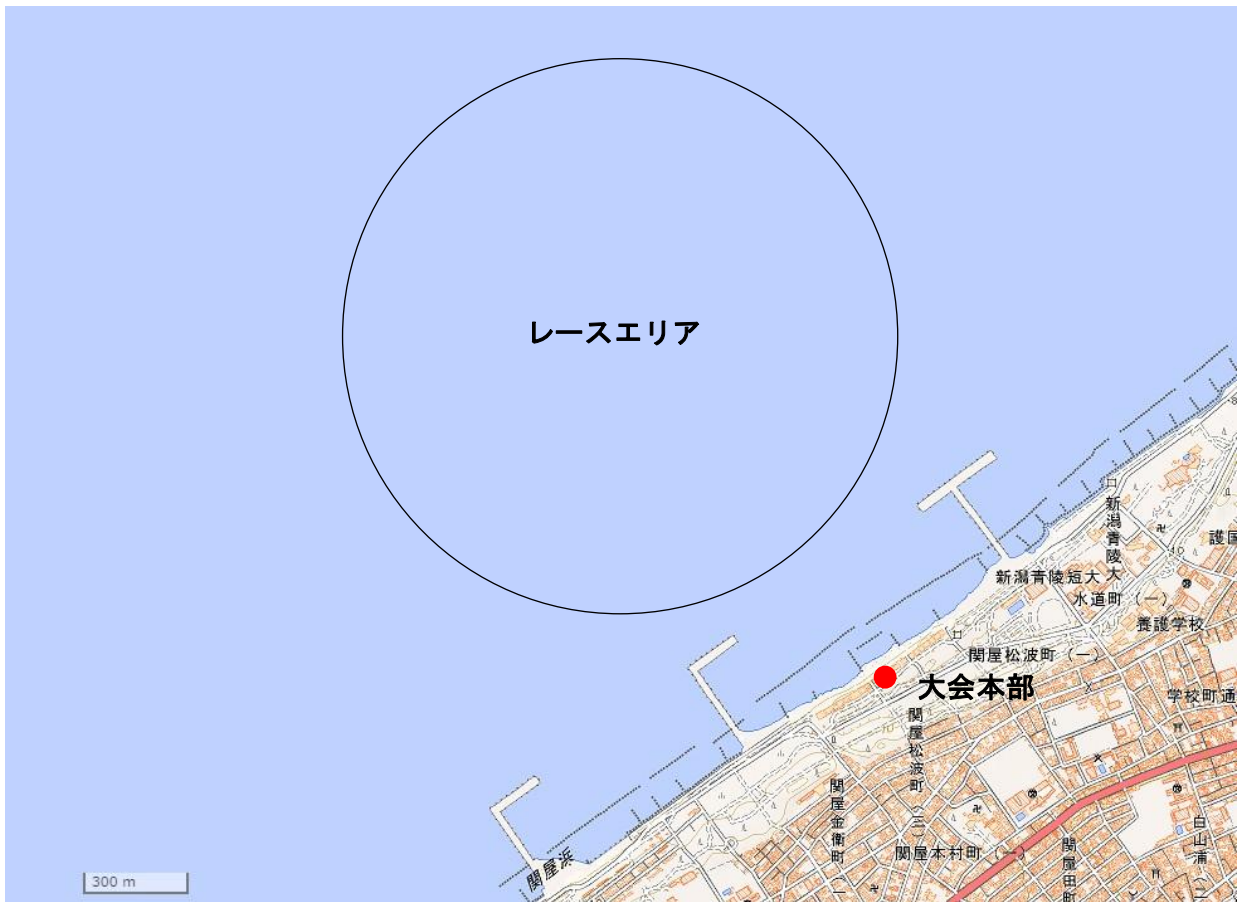 レースエリア
新潟青陵大
護国
新潟青陵短大
水道町（一）
養護学校
関屋松波町（一）
大会本部
学校町通
関屋松波町（三）
関屋金衛町（一
関屋本村町（一）
関屋田町
白山浦（二
関屋浜
300 m